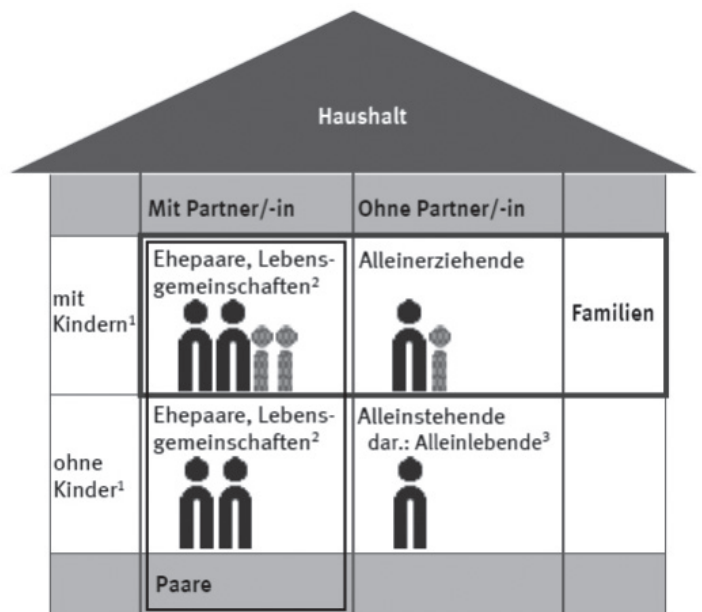 Haushalt
Mit Partner/-in
Ohne Partner/-in
mit
Kindern¹
Ehepaare, Lebens-
gemeinschaften²
Alleinerziehende
Familien
ohne
Kinder¹
Ehepaare, Lebens-
gemeinschaften²
Alleinstehende
dar.: Alleinlebende³
Paare